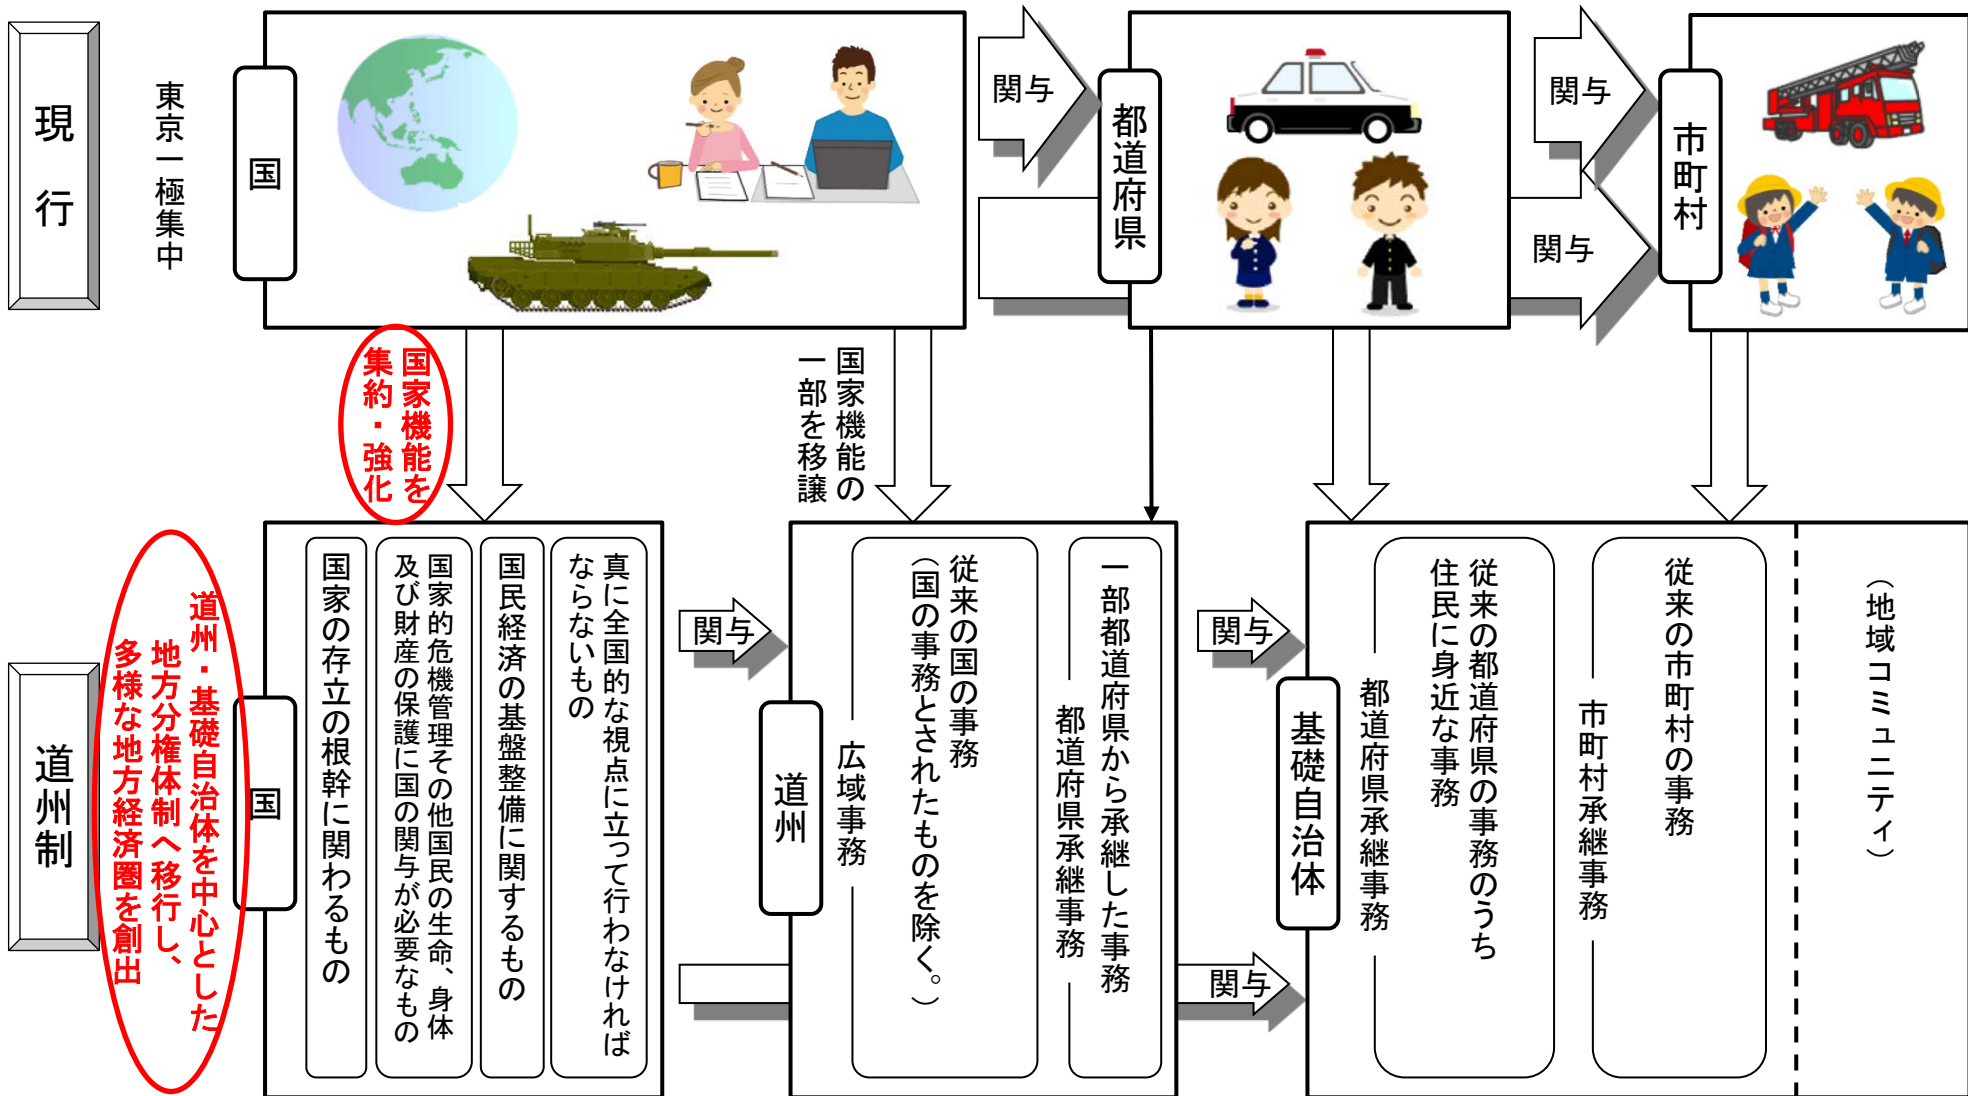 現行
東京一極集中
国
関与
都道府県
関与
関与
市町村
国家機能を
集約・強化
国家機能の
一部を移譲
道州制
道州・基礎自治体を中心とした
地方分権体制へ移行し、
多様な地方経済圏を創出
国
国家の存立の根幹に関わるもの
国家的危機管理その他国民の生命、身体
及び財産の保護に国の関与が必要なもの
国民経済の基盤整備に関するもの
真に全国的な視点に立って行わなければ
ならないもの
関与
道州
広域事務
従来の国の事務
（国の事務とされたものを除く。）
都道府県承継事務
一部都道府県から承継した事務
関与
関与
基礎自治体
都道府県承継事務
従来の都道府県の事務のうち
住民に身近な事務
市町村承継事務
従来の市町村の事務
（地域コミュニティ）